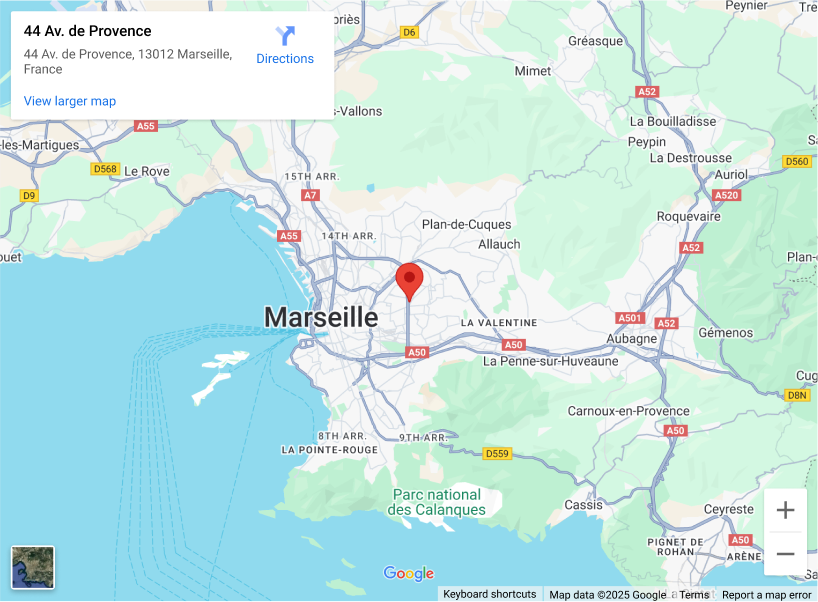 44 Av. de Provence
44 Av. de Provence, 13012 Marseille,
France
Directions
View larger map
D6
Peynier
Gréasque
Mimet
A52
s-Vallons
La Bouilladisse
A55
Peypin
-les-Martigues
La Destrousse
D560
D568
Le Rove
Auriol
15TH ARR.
D9
A7
A520
Roquevaire
Plan-de-Cuques
A55
14TH ARR.
Allauch
A52
Plan-
Marseille
LA VALENTINE
A501
A52
Gémenos
Aubagne
A50
A50
La Penne-sur-Huveaune
Cug
D8N
Carnoux-en-Provence
A50
8TH ARR.
9TH ARR.
LA POINTE-ROUGE
D559
Parc national
des Calanques
Cassis
Ceyreste
PIGNET DE
ROHAN
A50
ARÈNE
Google
Keyboard shortcuts
Map data ©2025 Google
Terms
Report a map error